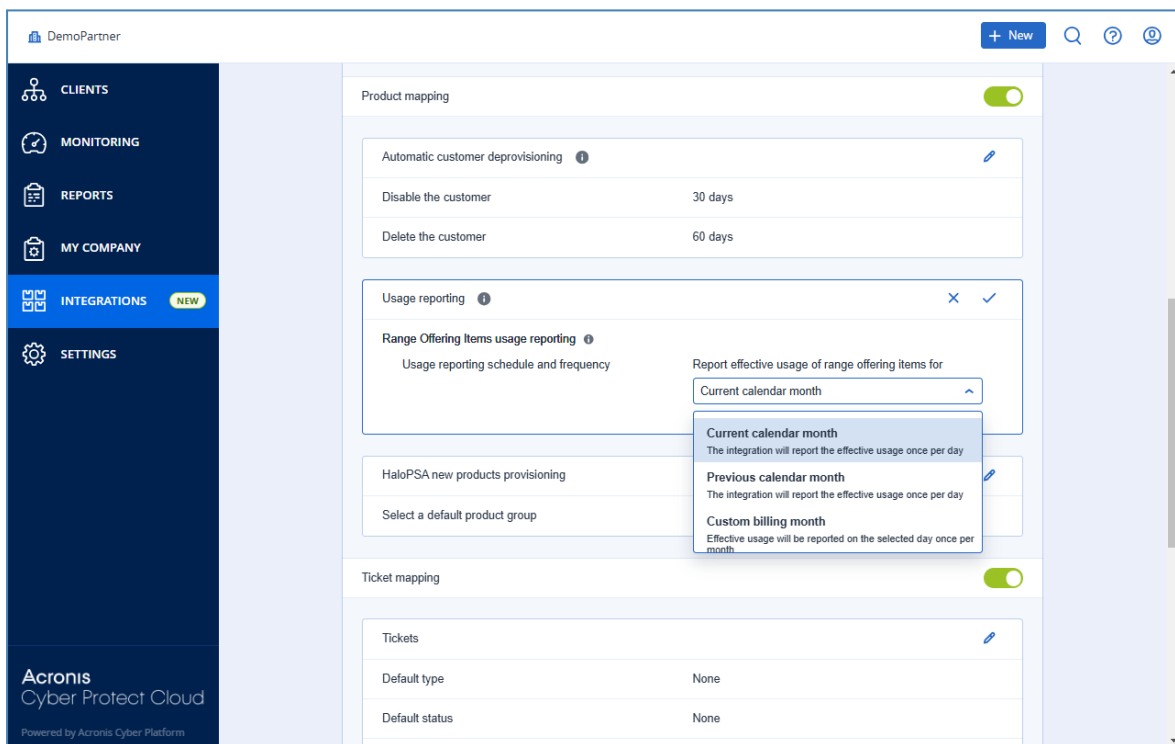 DemoPartner
+ New
CLIENTS
MONITORING
REPORTS
MY COMPANY
INTEGRATIONS NEW
SETTINGS
Acronis
Cyber Protect Cloud
Powered by Acronis Cyber Platform
Product mapping
Automatic customer deprovisioning
Disable the customer 30 days
Delete the customer 60 days
Usage reporting
Range Offering Items usage reporting
Usage reporting schedule and frequency Report effective usage of range offering items for
Current calendar month
Current calendar month
The integration will report the effective usage once per day
Previous calendar month
The integration will report the effective usage once per day
Custom billing month
Effective usage will be reported on the selected day once per
month
HaloPSA new products provisioning
Select a default product group
Ticket mapping
Tickets
Default type None
Default status None